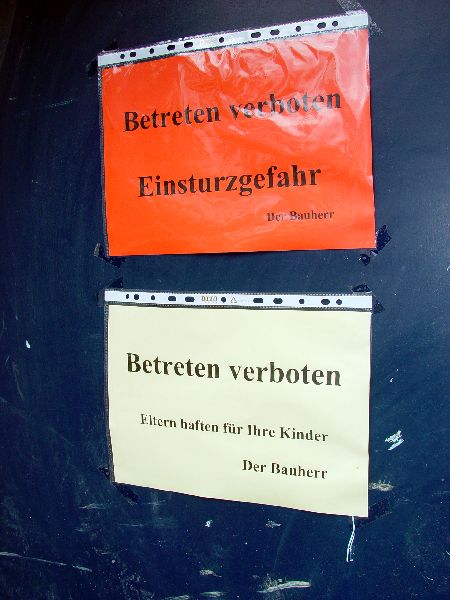 Betreten verboten
Einsturzgefahr
Der Bauherr
Betreten verboten
Eltern haften für Ihre Kinder
Der Bauherr